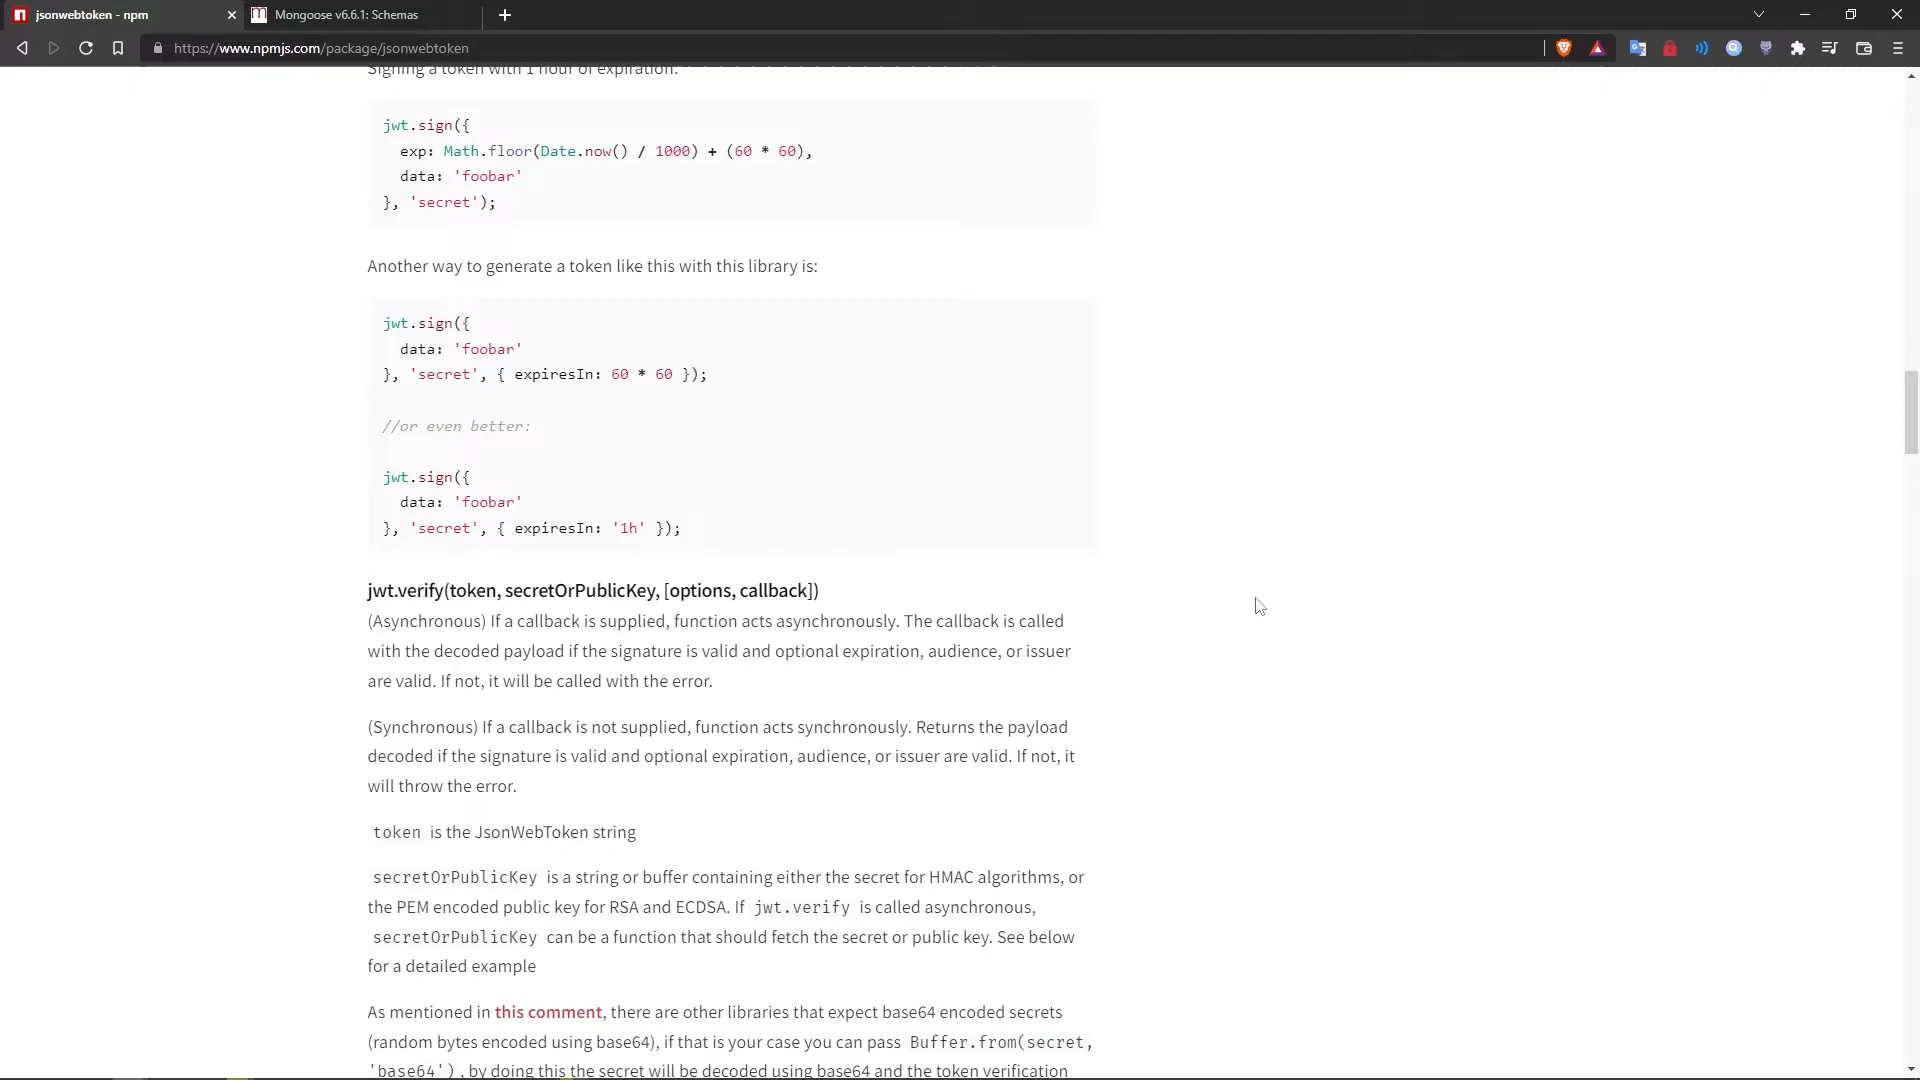 jsonwebtoken - npm
Mongoose v6.6.1: Schemas
https://www.npmjs.com/package/jsonwebtoken
Signing a token with 1 hour of expiration:
jwt.sign({
  exp: Math.floor(Date.now() / 1000) + (60 * 60),
  data: 'foobar'
}, 'secret');
Another way to generate a token like this with this library is:
jwt.sign({
  data: 'foobar'
}, 'secret', { expiresIn: 60 * 60 });
//or even better:
jwt.sign({
  data: 'foobar'
}, 'secret', { expiresIn: '1h' });
jwt.verify(token, secretOrPublicKey, [options, callback])
(Asynchronous) If a callback is supplied, function acts asynchronously. The callback is called
with the decoded payload if the signature is valid and optional expiration, audience, or issuer
are valid. If not, it will be called with the error.
(Synchronous) If a callback is not supplied, function acts synchronously. Returns the payload
decoded if the signature is valid and optional expiration, audience, or issuer are valid. If not, it
will throw the error.
token is the JsonWebToken string
secretOrPublicKey is a string or buffer containing either the secret for HMAC algorithms, or
the PEM encoded public key for RSA and ECDSA. If jwt.verify is called asynchronous,
secretOrPublicKey can be a function that should fetch the secret or public key. See below
for a detailed example
As mentioned in this comment, there are other libraries that expect base64 encoded secrets
(random bytes encoded using base64), if that is your case you can pass Buffer.from(secret,
'base64'), by doing this the secret will be decoded using base64 and the token verification